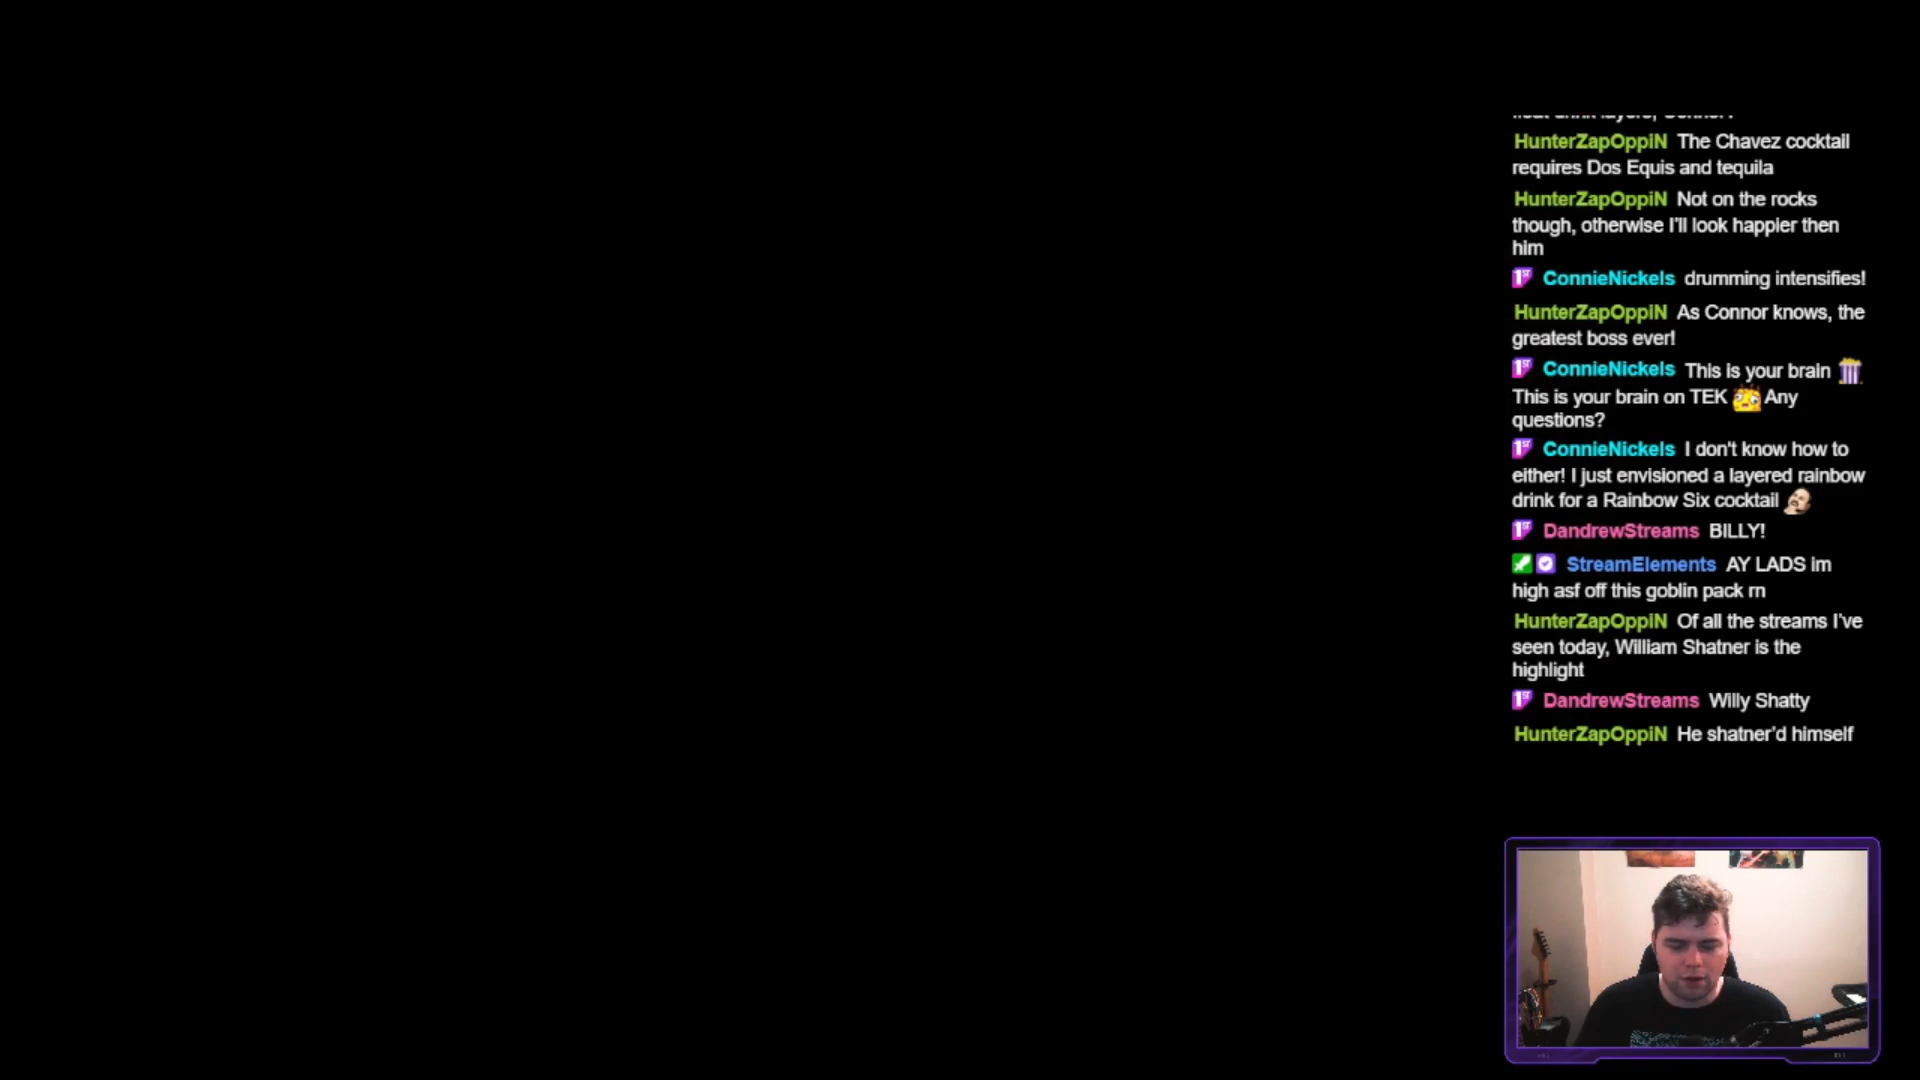 HunterZapOppiN The Chavez cocktail
requires Dos Equis and tequila
HunterZapOppiN Not on the rocks
though, otherwise I'll look happier then
him
ConnieNickels drumming intensifies!
HunterZapOppiN As Connor knows, the
greatest boss ever!
ConnieNickels This is your brain
This is your brain on TEK Any
questions?
ConnieNickels I don't know how to
either! I just envisioned a layered rainbow
drink for a Rainbow Six cocktail
DandrewStreams BILLY!
StreamElements AY LADS im
high asf off this goblin pack rn
HunterZapOppiN Of all the streams I've
seen today, William Shatner is the
highlight
DandrewStreams Willy Shatty
HunterZapOppiN He shatner’d himself